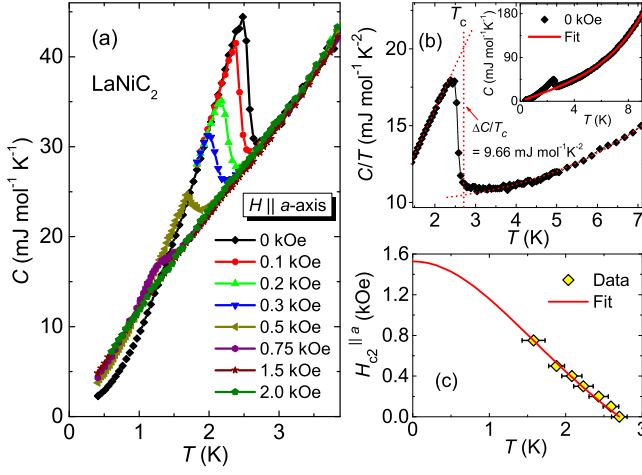 (a)
LaNiC2
C (mJ mol-1 K-1)
50
40
30
20
10
0
H || a-axis
0 kOe
0.1 kOe
0.2 kOe
0.3 kOe
0.5 kOe
0.75 kOe
1.5 kOe
2.0 kOe
0 1 2 3
T (K)
(b)
Tc
C/T (mJ mol-1 K-2)
20
15
10
ΔC/Tc
= 9.66 mJ mol-1K-2
2 3 4 5 6 7
T (K)
C (mJ mol-1 K-1)
180
90
0
0 kOe
Fit
0 4 8
T (K)
Hc2||a (kOe)
1.6
1.2
0.8
0.4
0.0
Data
Fit
(c)
0 1 2 3
T (K)